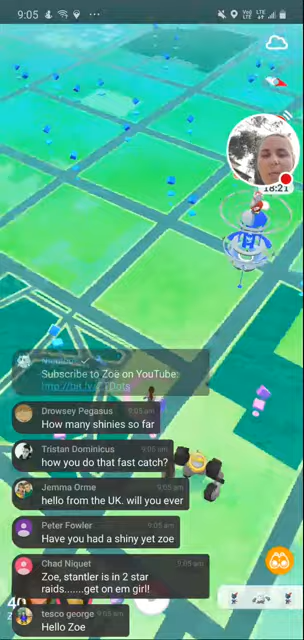 9:05
18:21
Subscribe to Zoe on YouTube:
Drowsey Pegasus 9:05 am
How many shinies so far
Tristan Dominicus 9:05 am
how you do that fast catch?
Jemma Orme 9:05 am
hello from the UK. will you ever
Peter Fowler 9:05 am
Have you had a shiny yet zoe
Chad Niquet 9:05 am
Zoe, stantler is in 2 star
raids.......get on em girl!
40
tesco george 9:05 am
Hello Zoe